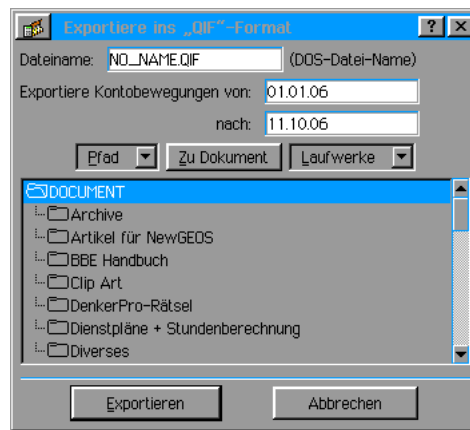 Exportiere ins „QIF"-Format
? X
Dateiname: NO_NAME.QIF (DOS-Datei-Name)
Exportiere Kontobewegungen von: 01.01.06
nach: 11.10.06
Pfad Zu Dokument Laufwerke
DOCUMENT
Archive
Artikel für NewGEOS
BBE Handbuch
Clip Art
DenkerPro-Rätsel
Dienstpläne + Stundenberechnung
Diverses
Exportieren Abbrechen